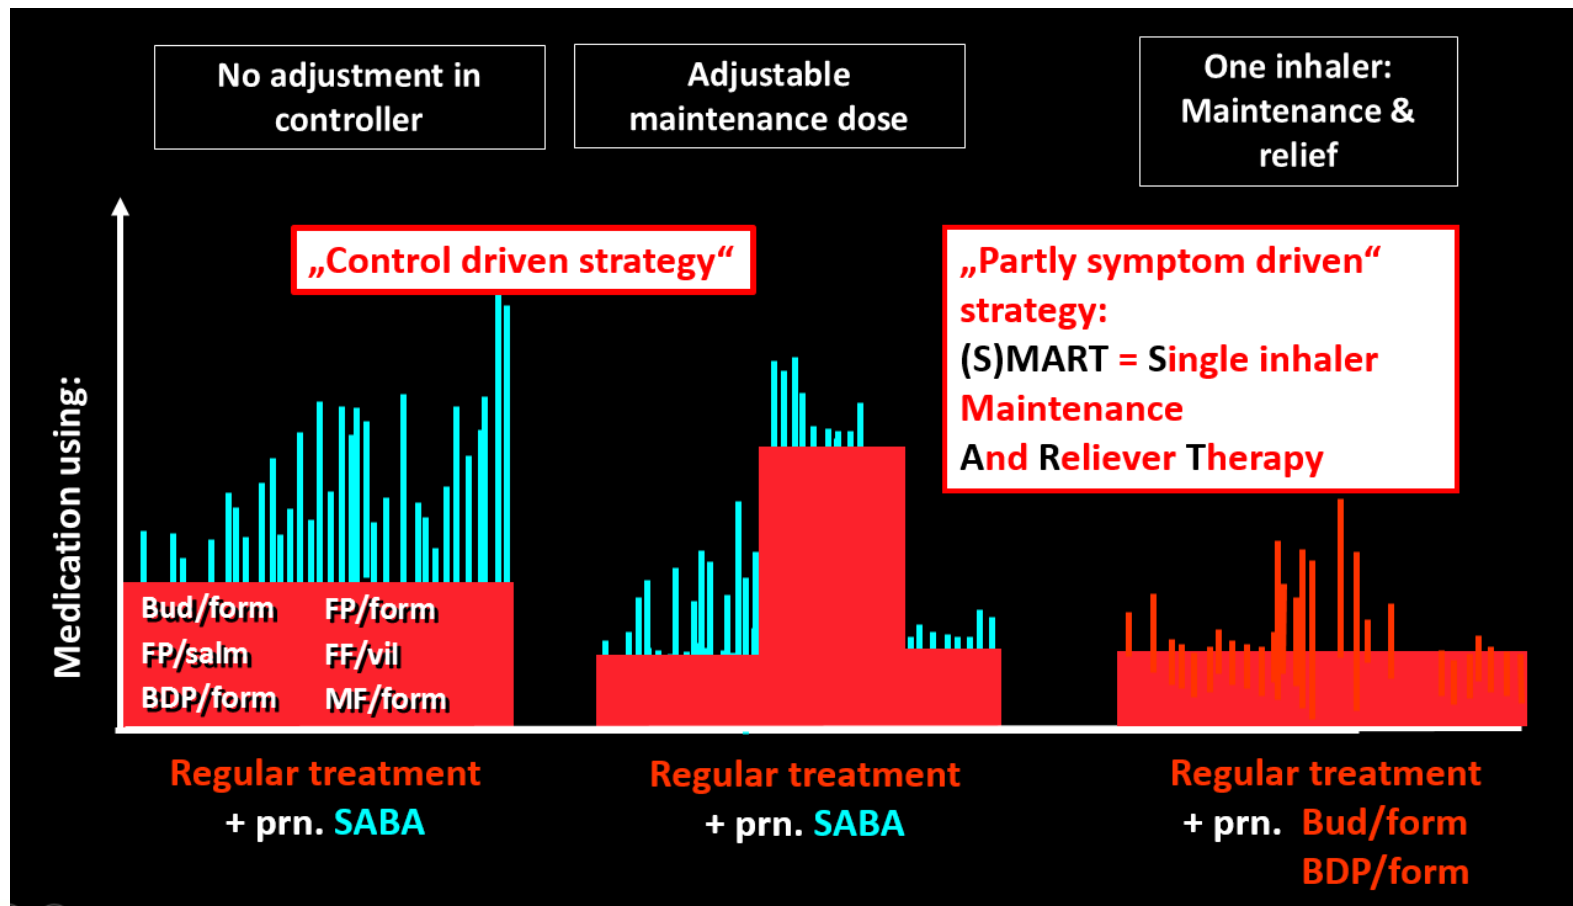 No adjustment in
controller
Adjustable
maintenance dose
One inhaler:
Maintenance &
relief
„Control driven strategy“
„Partly symptom driven“
strategy:
(S)MART = Single inhaler
Maintenance
And Reliever Therapy
Medication using:
Bud/form FP/form
FP/salm FF/vil
BDP/form MF/form
Regular treatment
+ prn. SABA
Regular treatment
+ prn. SABA
Regular treatment
+ prn. Bud/form
BDP/form